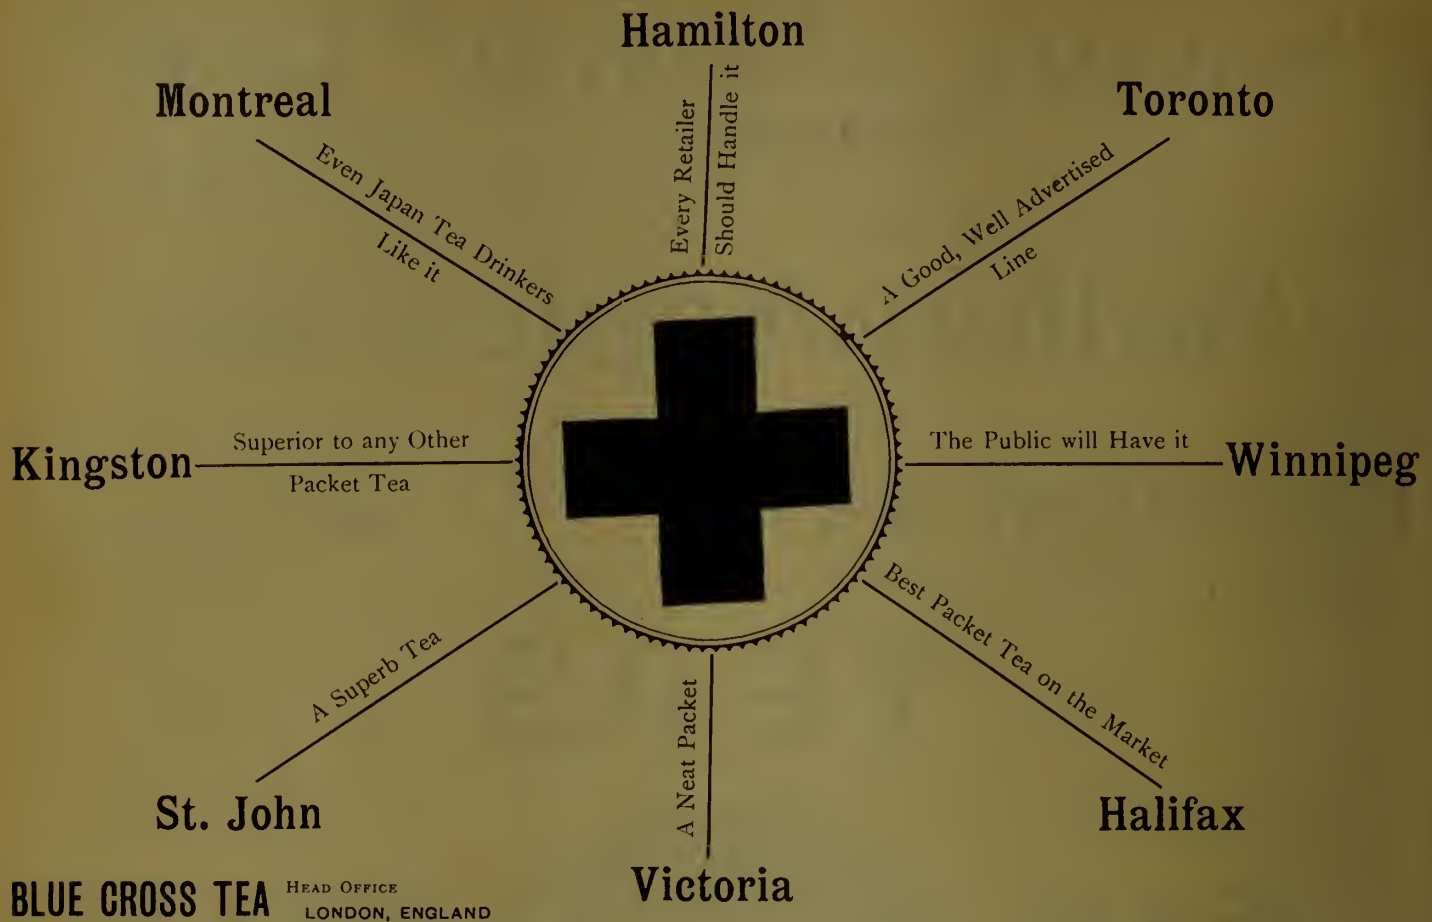 Hamilton
Montreal
Toronto
Every Retailer
Should Handle it
Even Japan Tea Drinkers
Like it
A Good, Well Advertised
Line
Kingston
Superior to any Other
Packet Tea
The Public will Have it
Winnipeg
A Superb Tea
A Neat Packet
Best Packet Tea on the Market
St. John
Halifax
Victoria
BLUE CROSS TEA
HEAD OFFICE
LONDON, ENGLAND